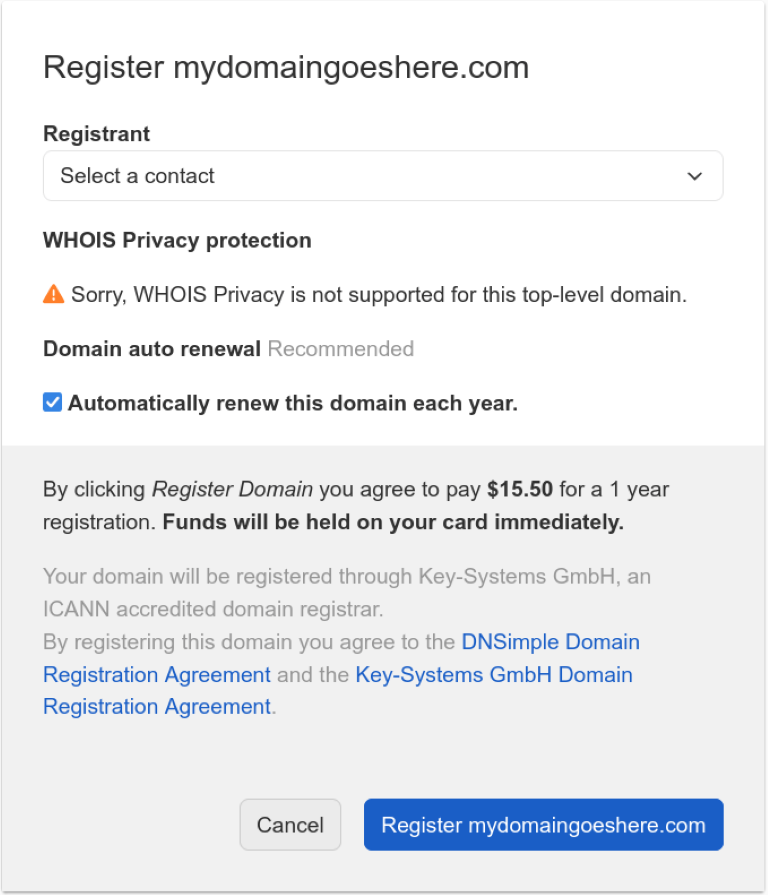 Register mydomaingoeshere.com
Registrant
Select a contact
WHOIS Privacy protection
Sorry, WHOIS Privacy is not supported for this top-level domain.
Domain auto renewal Recommended
Automatically renew this domain each year.
By clicking Register Domain you agree to pay $15.50 for a 1 year
registration. Funds will be held on your card immediately.
Your domain will be registered through Key-Systems GmbH, an
ICANN accredited domain registrar.
By registering this domain you agree to the DNSimple Domain
Registration Agreement and the Key-Systems GmbH Domain
Registration Agreement.
Cancel
Register mydomaingoeshere.com